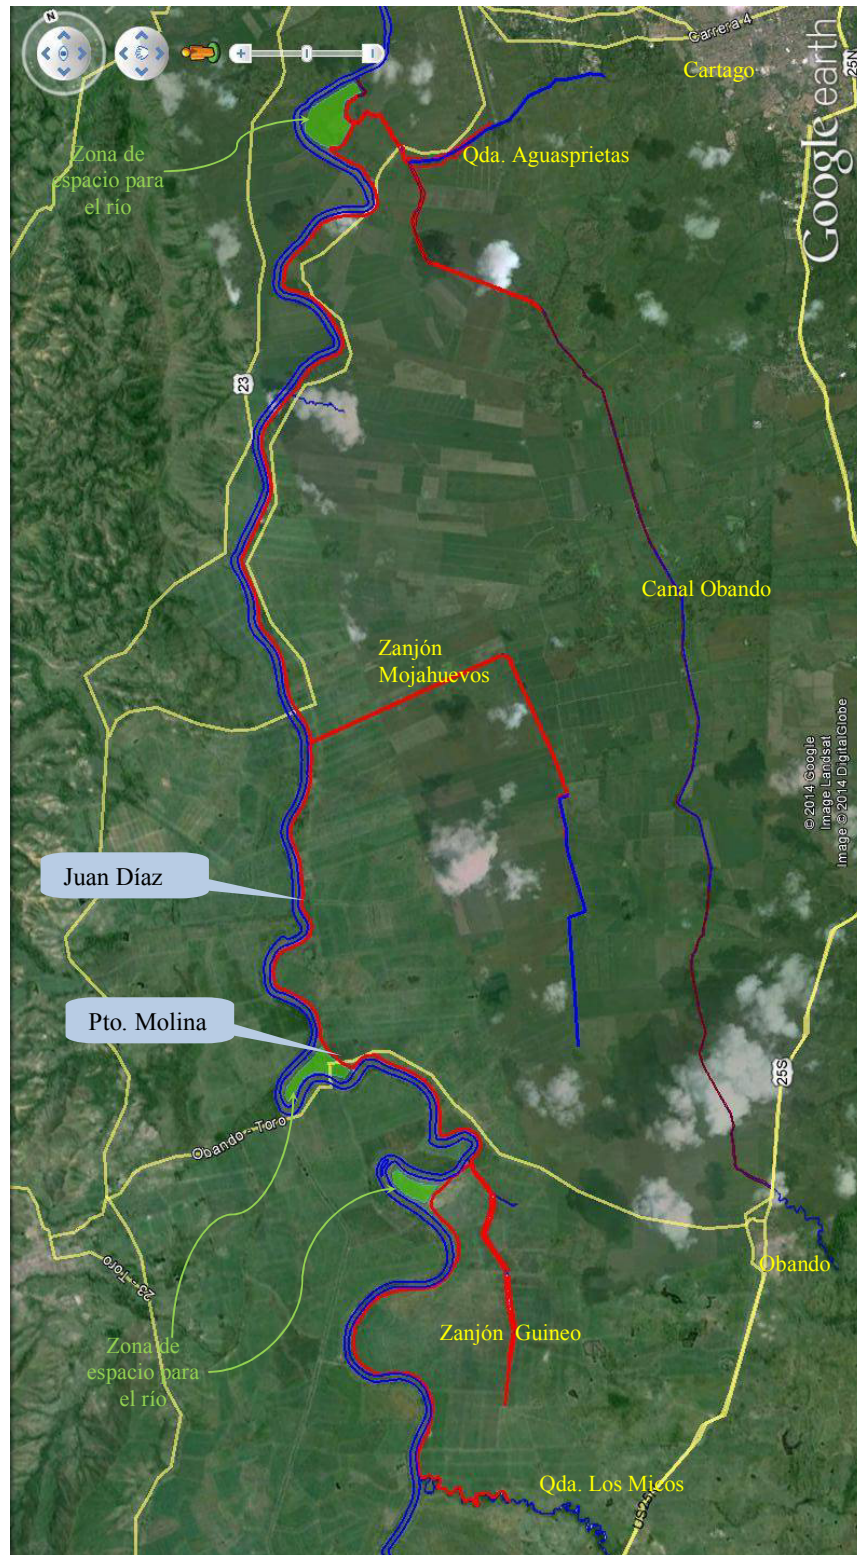 N
Carrera 4
Cartago
25N
Google earth
Zona de
espacio para
el río
Qda. Aguasprietas
23
Canal Obando
Zanjón
Mojahuevos
© 2014 Google
Image Landsat
Image © 2014 DigitalGlobe
Juan Díaz
Pto. Molina
25S
Obando - Toro
Obando
23 - Toro
Zanjón Guineo
Zona de
espacio para
el río
Qda. Los Micos